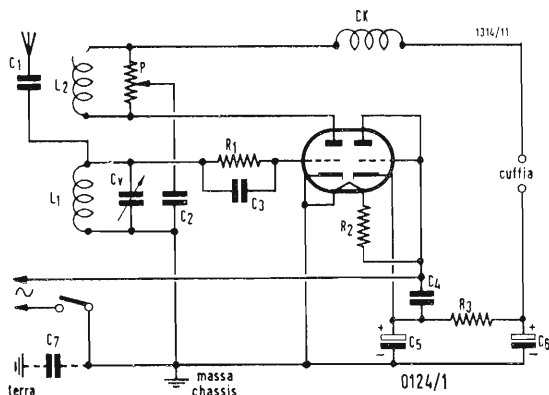 CK
1314/11
C1
P
L2
R1
cuffia
L1
Cv
C2
C3
R2
C4
R3
C7
+
C5
−
+
C6
−
terra
massa
chassis
0124/1